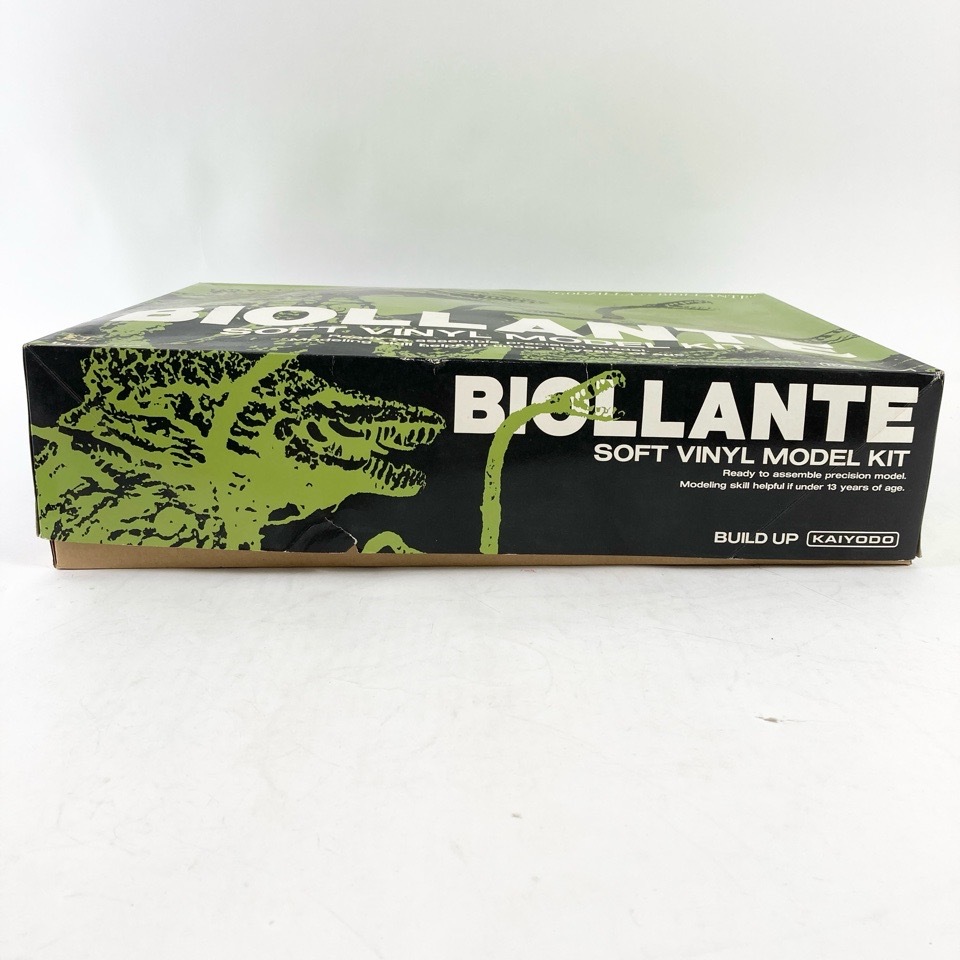 BIOLLANTE
SOFT VINYL MODEL KIT
BIOLLANTE
SOFT VINYL MODEL KIT
Ready to assemble precision model.
Modeling skill helpful if under 13 years of age.
BUILD UP KAIYODO